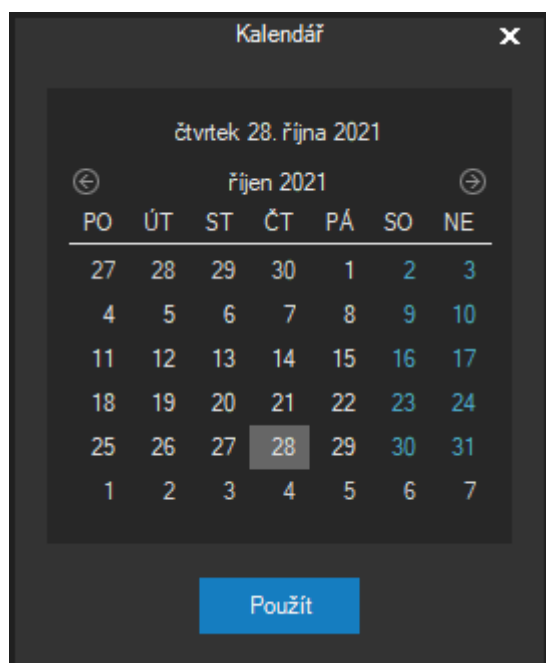 Kalendář
čtvrtek 28. října 2021
říjen 2021
PO ÚT ST ČT PÁ SO NE
27 28 29 30 1 2 3
4 5 6 7 8 9 10
11 12 13 14 15 16 17
18 19 20 21 22 23 24
25 26 27 28 29 30 31
1 2 3 4 5 6 7
Použít